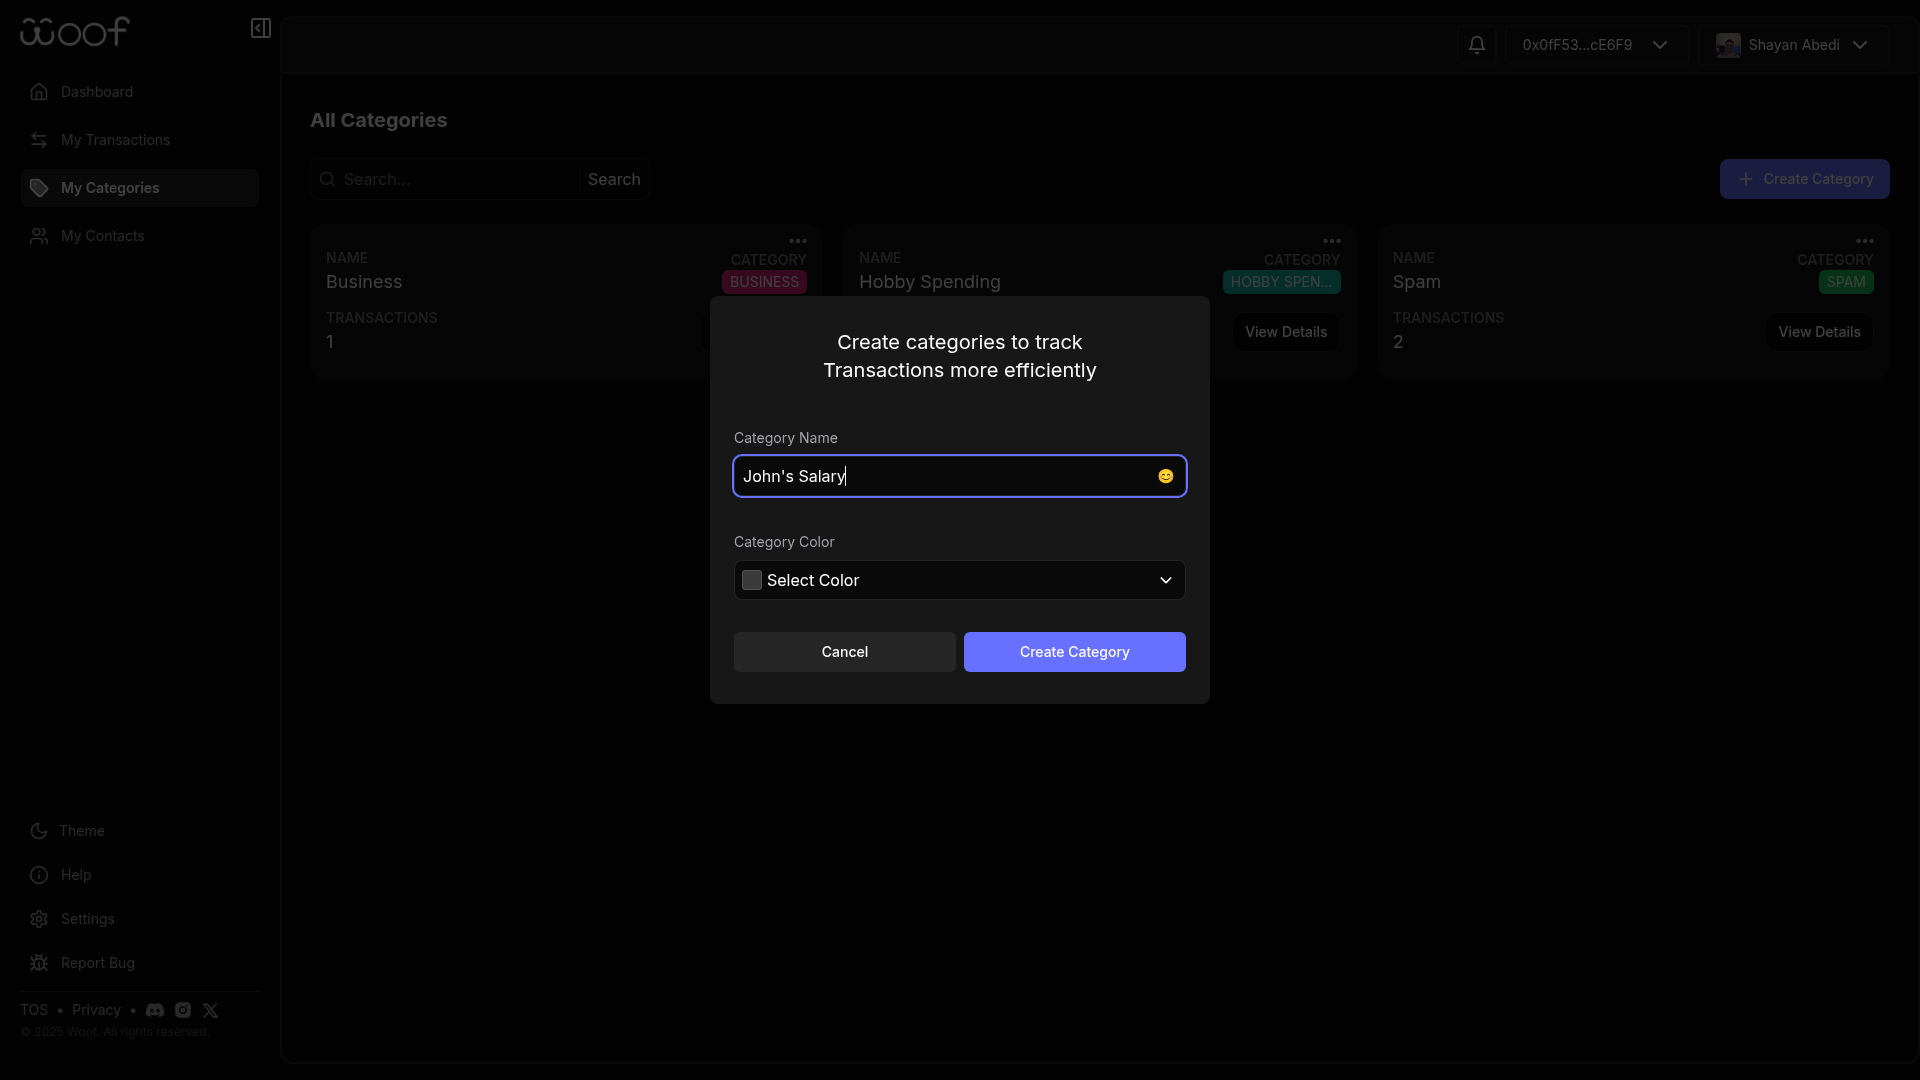 woof
Dashboard
My Transactions
My Categories
My Contacts
Theme
Help
Settings
Report Bug
TOS • Privacy •
© 2025 Woof. All rights reserved.
0x0fF53...cE6F9
Shayan Abedi
All Categories
Search...
Search
Create Category
NAME
CATEGORY
Business
BUSINESS
TRANSACTIONS
1
NAME
CATEGORY
Hobby Spending
HOBBY SPEN...
View Details
NAME
CATEGORY
Spam
SPAM
TRANSACTIONS
2
View Details
Create categories to track
Transactions more efficiently
Category Name
John's Salary
Category Color
Select Color
Cancel
Create Category